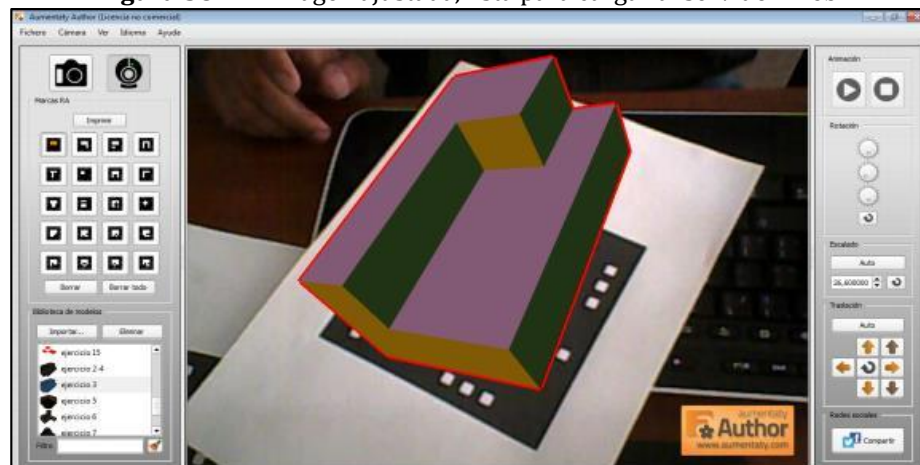 Aumentaty Author (Licencia no comercial)
Fichero Cámara Ver Idioma Ayuda
Marcas RA
Imprimir
Borrar Borrar todo
Biblioteca de modelos
Importar... Eliminar
ejercicio 15
ejercicio 2-4
ejercicio 3
ejercicio 5
ejercicio 6
ejercicio 7
Filtro
Animación
Rotación
Escalado
Auto
26,600000
Traslación
Auto
Redes sociales
Compartir
aumentaty
Author
www.aumentaty.com